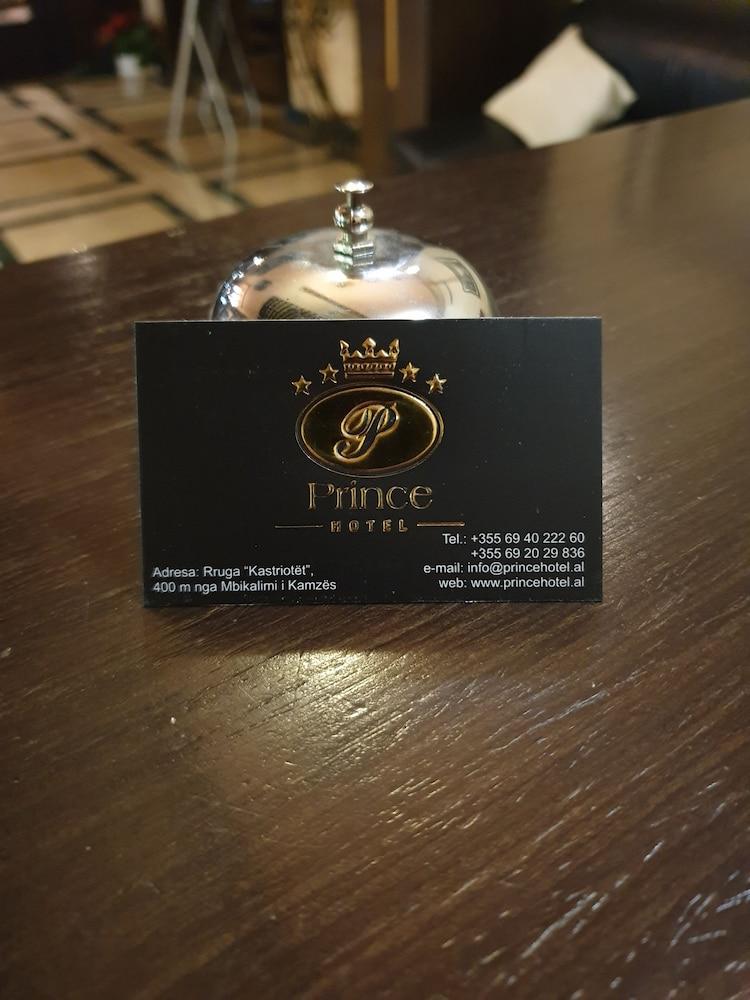 P
Prince
HOTEL
Tel.: +355 69 40 222 60
+355 69 20 29 836
e-mail: info@princehotel.al
web: www.princehotel.al
Adresa: Rruga "Kastriotët",
400 m nga Mbikalimi i Kamzës